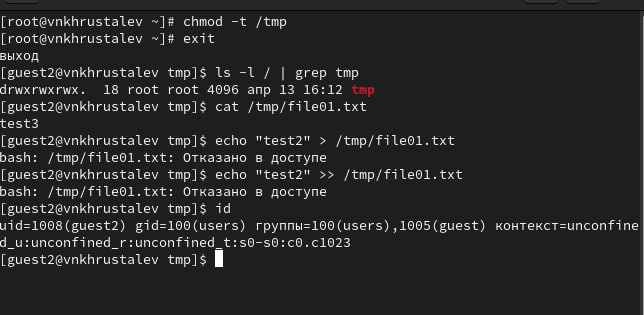 [root@vnkhrustalev ~]# chmod -t /tmp
[root@vnkhrustalev ~]# exit
выход
[guest2@vnkhrustalev tmp]$ ls -l / | grep tmp
drwxrwxrwx.  18 root root 4096 апр 13 16:12 tmp
[guest2@vnkhrustalev tmp]$ cat /tmp/file01.txt
test3
[guest2@vnkhrustalev tmp]$ echo "test2" > /tmp/file01.txt
bash: /tmp/file01.txt: Отказано в доступе
[guest2@vnkhrustalev tmp]$ echo "test2" >> /tmp/file01.txt
bash: /tmp/file01.txt: Отказано в доступе
[guest2@vnkhrustalev tmp]$ id
uid=1008(guest2) gid=100(users) группы=100(users),1005(guest) контекст=unconfine
d_u:unconfined_r:unconfined_t:s0-s0:c0.c1023
[guest2@vnkhrustalev tmp]$